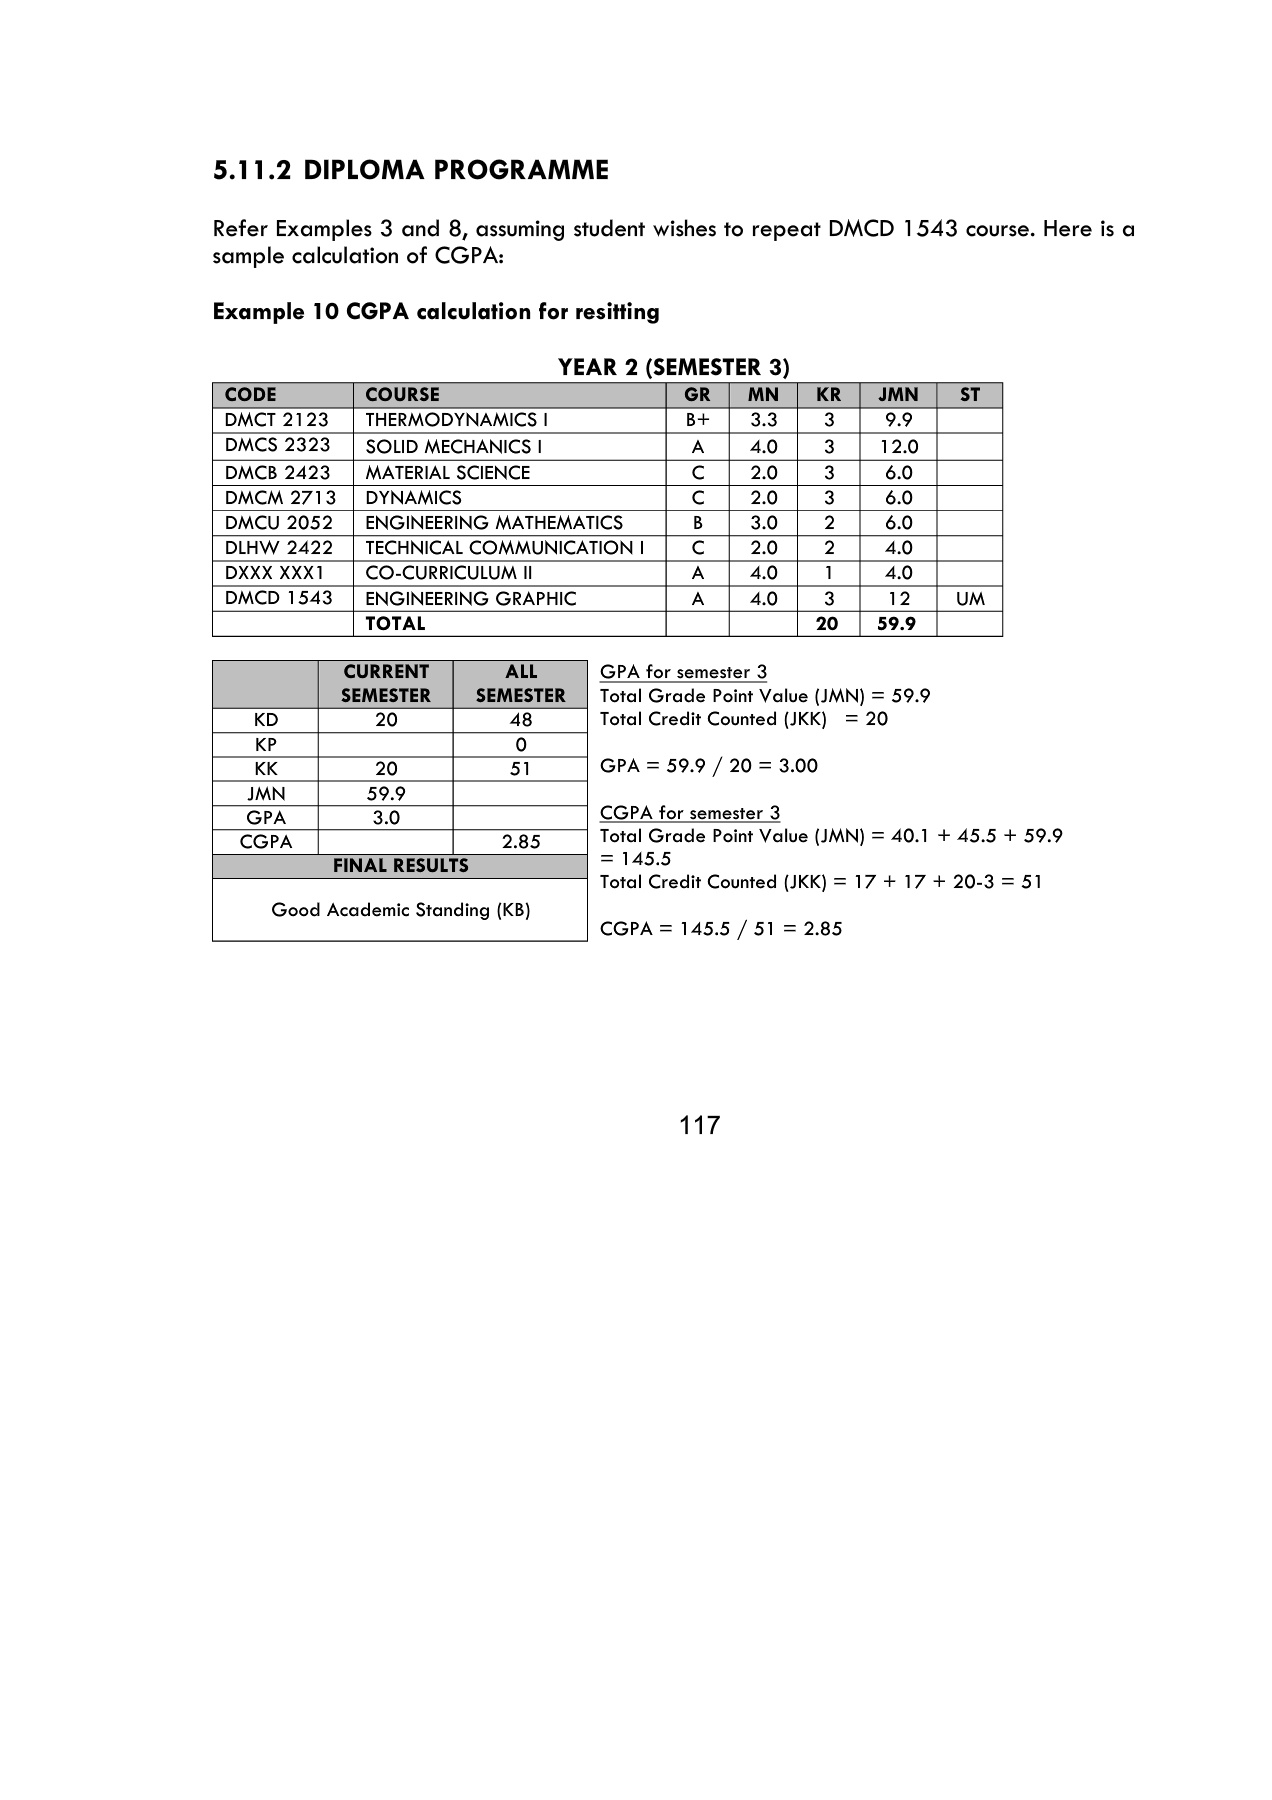 5.11.2 DIPLOMA PROGRAMME
Refer Examples 3 and 8, assuming student wishes to repeat DMCD 1543 course. Here is a
sample calculation of CGPA:
Example 10 CGPA calculation for resitting
YEAR 2 (SEMESTER 3)
CODE COURSE GR MN KR JMN ST
DMCT 2123 THERMODYNAMICS I B+ 3.3 3 9.9
DMCS 2323 SOLID MECHANICS I A 4.0 3 12.0
DMCB 2423 MATERIAL SCIENCE C 2.0 3 6.0
DMCM 2713 DYNAMICS C 2.0 3 6.0
DMCU 2052 ENGINEERING MATHEMATICS B 3.0 2 6.0
DLHW 2422 TECHNICAL COMMUNICATION I C 2.0 2 4.0
DXXX XXX1 CO-CURRICULUM II A 4.0 1 4.0
DMCD 1543 ENGINEERING GRAPHIC A 4.0 3 12 UM
TOTAL 20 59.9
CURRENT ALL
SEMESTER SEMESTER
KD 20 48
KP 0
KK 20 51
JMN 59.9
GPA 3.0
CGPA 2.85
FINAL RESULTS
Good Academic Standing (KB)
GPA for semester 3
Total Grade Point Value (JMN) = 59.9
Total Credit Counted (JKK) = 20
GPA = 59.9 / 20 = 3.00
CGPA for semester 3
Total Grade Point Value (JMN) = 40.1 + 45.5 + 59.9
= 145.5
Total Credit Counted (JKK) = 17 + 17 + 20-3 = 51
CGPA = 145.5 / 51 = 2.85
117